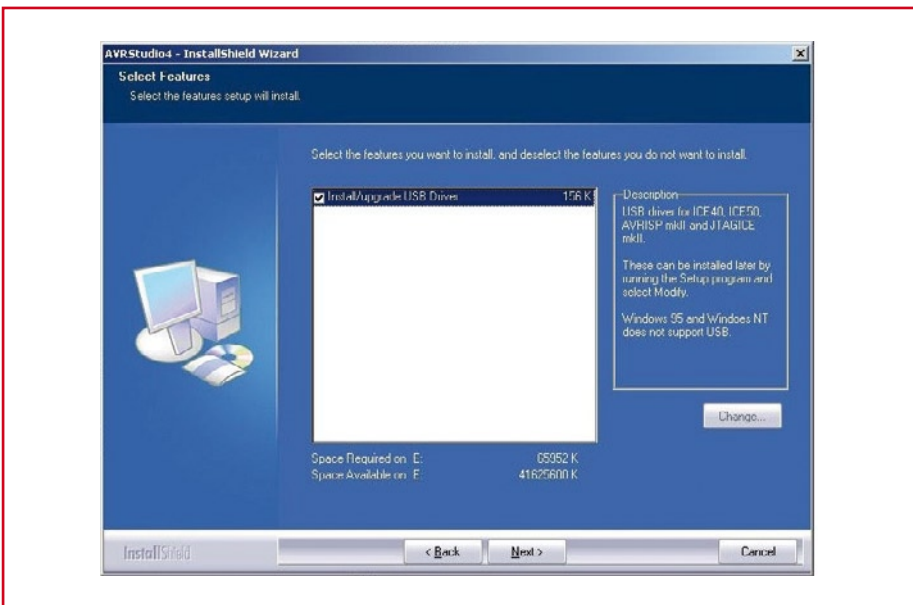 AVRStudio4 - InstallShield Wizard
Select Features
Select the features setup will install.
Select the features you want to install, and deselect the features you do not want to install.
Install/upgrade USB Driver 156 K
Description
USB driver for ICE40, ICE50,
AVRISP mkII and JTAGICE
mkII.
These can be installed later by
running the Setup program and
select Modify.
Windows 95 and Windows NT
does not support USB.
Change...
Space Required on E: 65952 K
Space Available on E: 41625600 K
InstallShield
< Back
Next >
Cancel